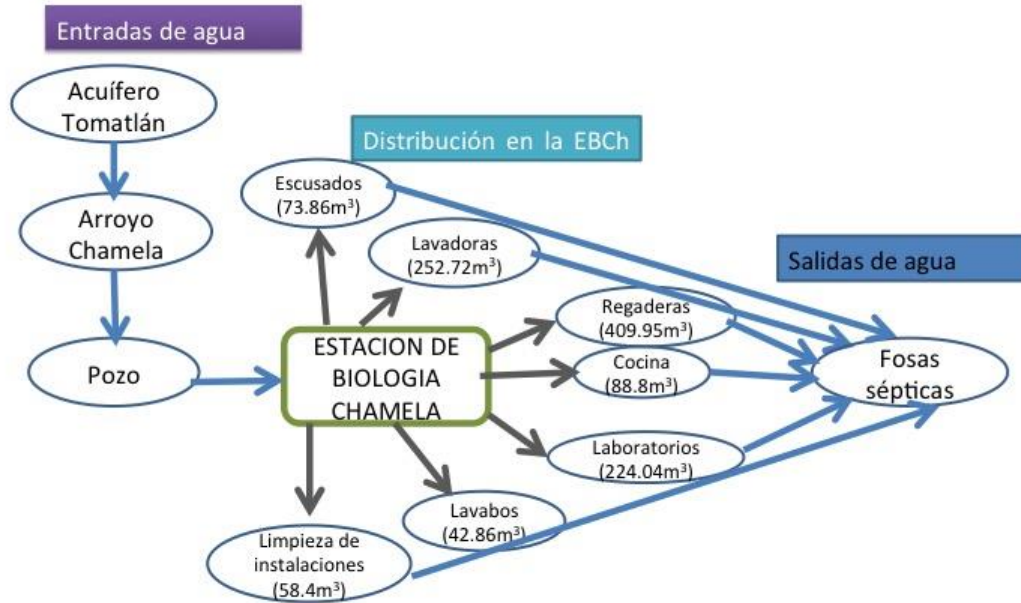 Entradas de agua
Acuífero
Tomatlán
Arroyo
Chamela
Pozo
Distribución en la EBCh
Escusados
(73.86m³)
Lavadoras
(252.72m³)
Regaderas
(409.95m³)
Cocina
(88.8m³)
Laboratorios
(224.04m³)
Lavabos
(42.86m³)
Limpieza de
instalaciones
(58.4m³)
ESTACION DE
BIOLOGIA
CHAMELA
Salidas de agua
Fosas
sépticas